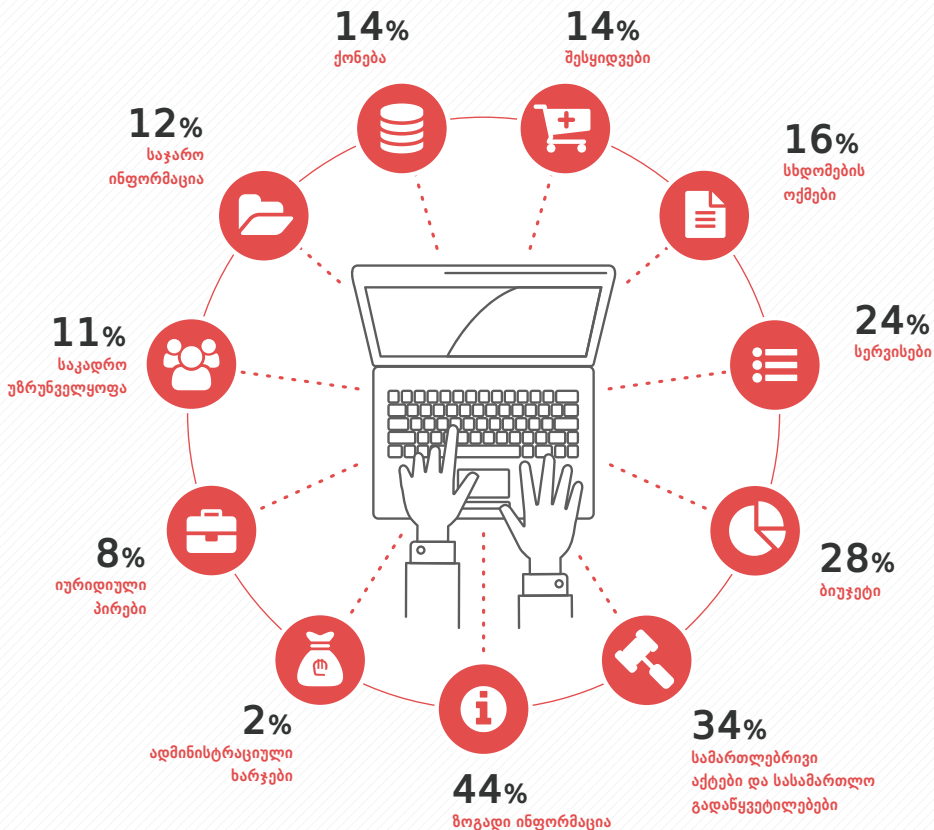 14%
ქონება
14%
შესყიდვები
16%
სხდომების
ოქმები
24%
სერვისები
28%
ბიუჯეტი
34%
სამართლებრივი
აქტები და სასამართლო
გადაწყვეტილებები
44%
ზოგადი ინფორმაცია
2%
ადმინისტრაციული
ხარჯები
8%
იურიდიული
პირები
11%
საკადრო
უზრუნველყოფა
12%
საჯარო
ინფორმაცია